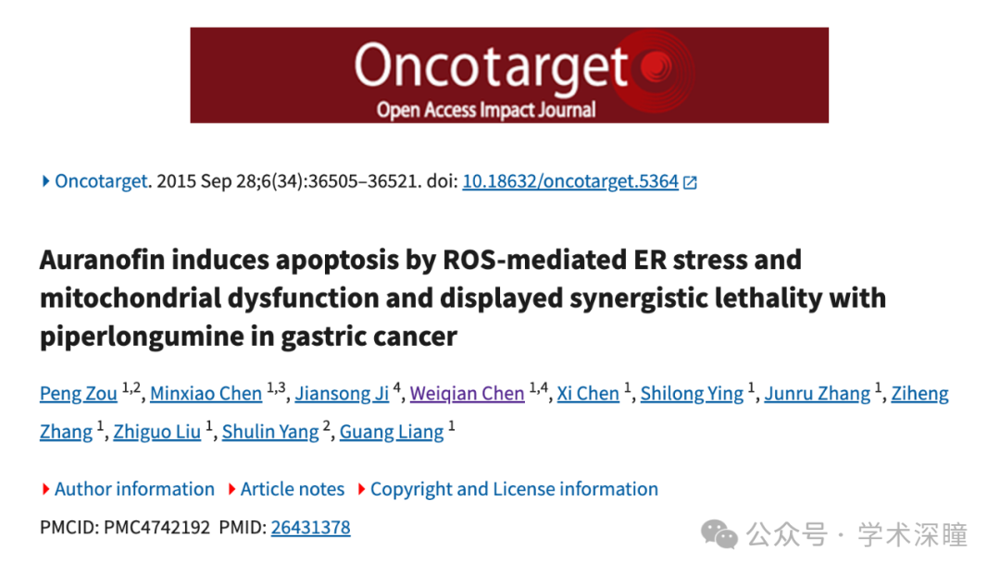 Oncotarget
Open Access Impact Journal
Oncotarget. 2015 Sep 28;6(34):36505–36521. doi: 10.18632/oncotarget.5364
Auranofin induces apoptosis by ROS-mediated ER stress and
mitochondrial dysfunction and displayed synergistic lethality with
piperlongumine in gastric cancer
Peng Zou 1,2, Minxiao Chen 1,3, Jiansong Ji 4, Weiqian Chen 1,4, Xi Chen 1, Shilong Ying 1, Junru Zhang 1, Ziheng
Zhang 1, Zhiguo Liu 1, Shulin Yang 2, Guang Liang 1
Author information Article notes Copyright and License information
PMCID: PMC4742192 PMID: 26431378
公众号 · 学术深瞳